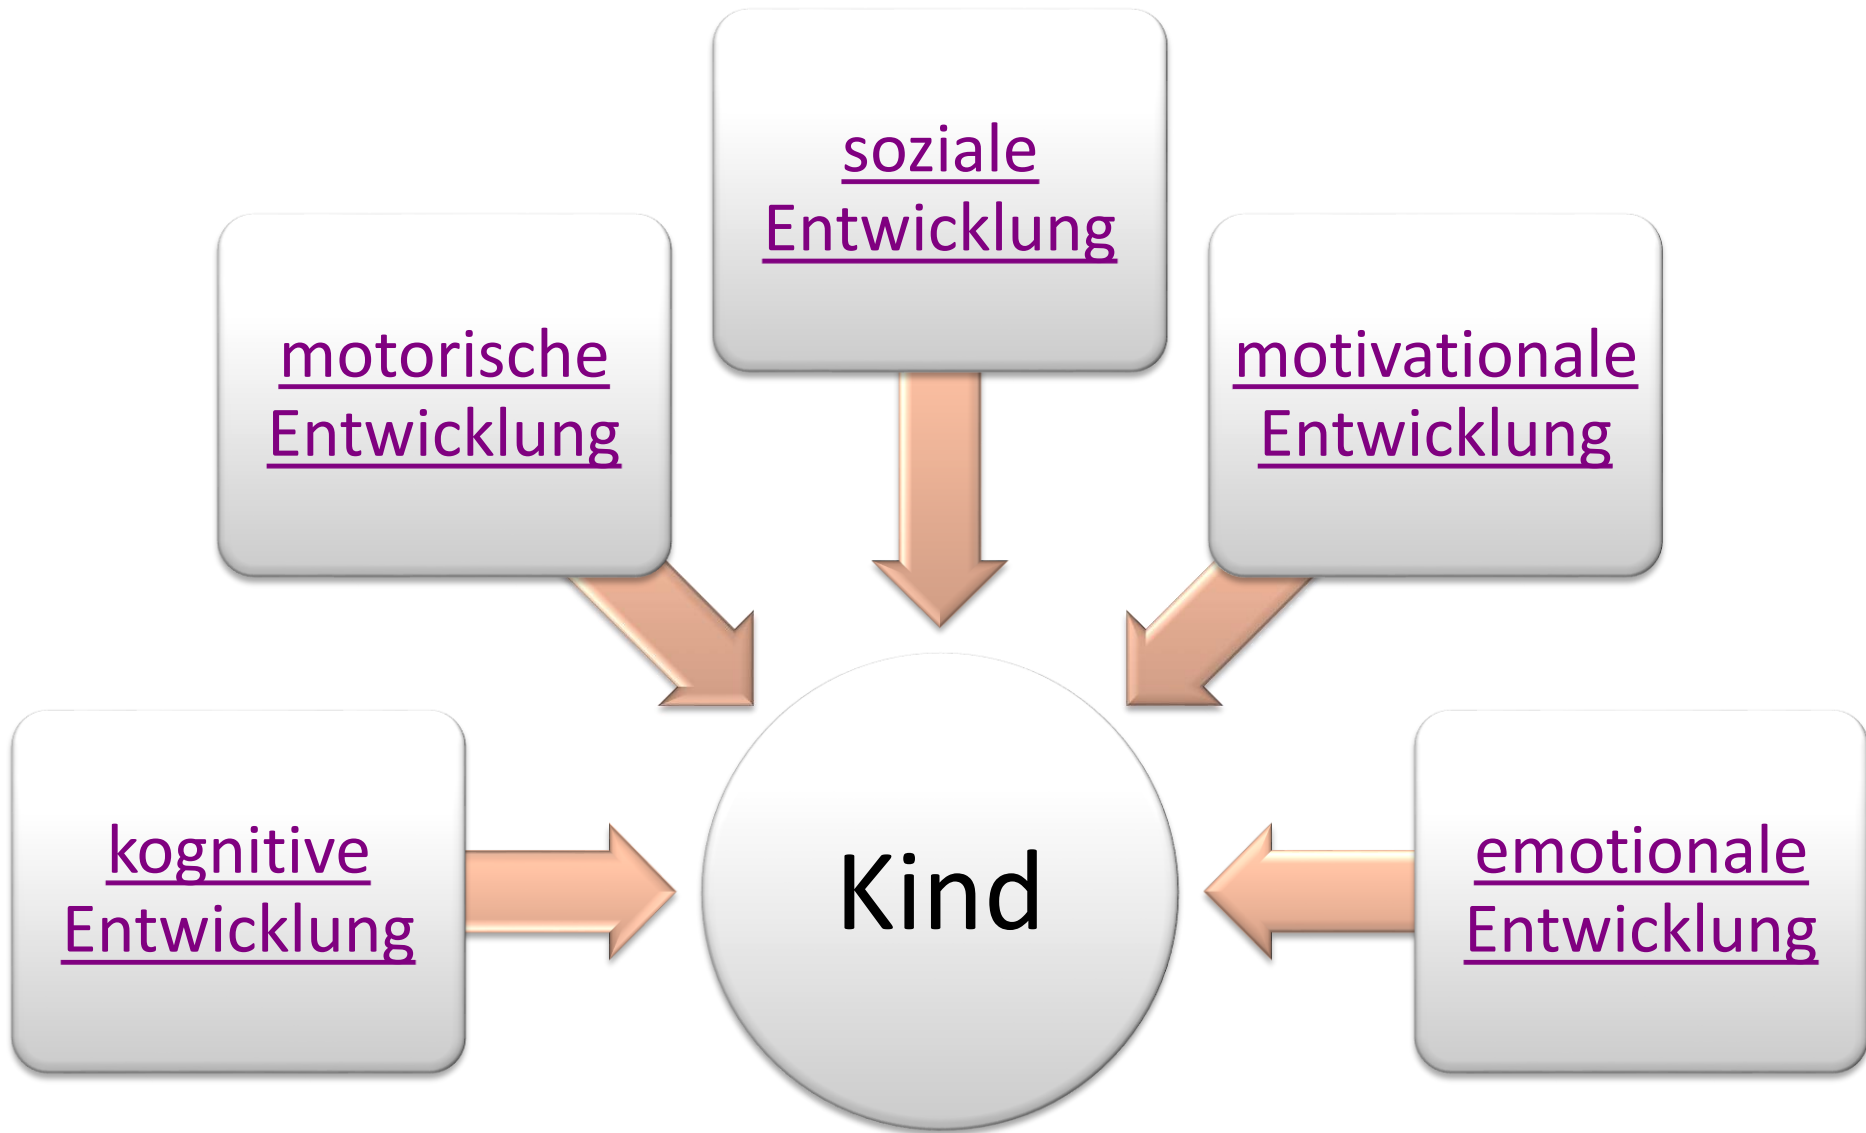 soziale
Entwicklung
motorische
Entwicklung
motivationale
Entwicklung
kognitive
Entwicklung
Kind
emotionale
Entwicklung